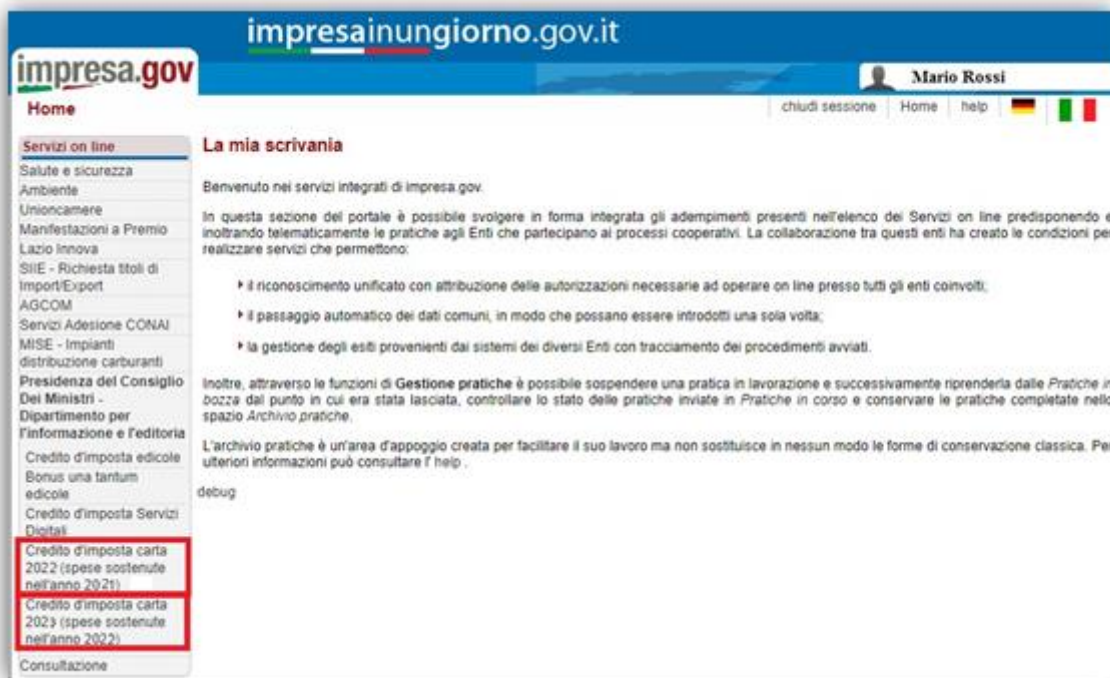 impresainungiorno.gov.it
impresa.gov
Mario Rossi
Home
chiudi sessione Home help
Servizi on line
Salute e sicurezza
Ambiente
Unioncamere
Manifestazioni a Premio
Lazio Innova
SIIE - Richiesta titoli di
Import/Export
AGCOM
Servizi Adesione CONAI
MISE - Impianti
distribuzione carburanti
Presidenza del Consiglio
Dei Ministri -
Dipartimento per
l'informazione e l'editoria
Credito d'imposta edicole
Bonus una tantum
edicole
Credito d'imposta Servizi
Digitali
Credito d'imposta carta
2022 (spese sostenute
nell'anno 2021)
Credito d'imposta carta
2023 (spese sostenute
nell'anno 2022)
Consultazione
La mia scrivania
Benvenuto nei servizi integrati di impresa.gov.
In questa sezione del portale è possibile svolgere in forma integrata gli adempimenti presenti nell'elenco dei Servizi on line predisponendo e
inoltrando telematicamente le pratiche agli Enti che partecipano ai processi cooperativi. La collaborazione tra questi enti ha creato le condizioni per
realizzare servizi che permettono:
il riconoscimento unificato con attribuzione delle autorizzazioni necessarie ad operare on line presso tutti gli enti coinvolti;
il passaggio automatico dei dati comuni, in modo che possano essere introdotti una sola volta;
la gestione degli esiti provenienti dai sistemi dei diversi Enti con tracciamento dei procedimenti avviati.
Inoltre, attraverso le funzioni di Gestione pratiche è possibile sospendere una pratica in lavorazione e successivamente riprenderla dalle Pratiche in
bozza dal punto in cui era stata lasciata, controllare lo stato delle pratiche inviate in Pratiche in corso e conservare le pratiche completate nello
spazio Archivio pratiche.
L'archivio pratiche è un'area d'appoggio creata per facilitare il suo lavoro ma non sostituisce in nessun modo le forme di conservazione classica. Per
ulteriori informazioni può consultare l' help .
debug